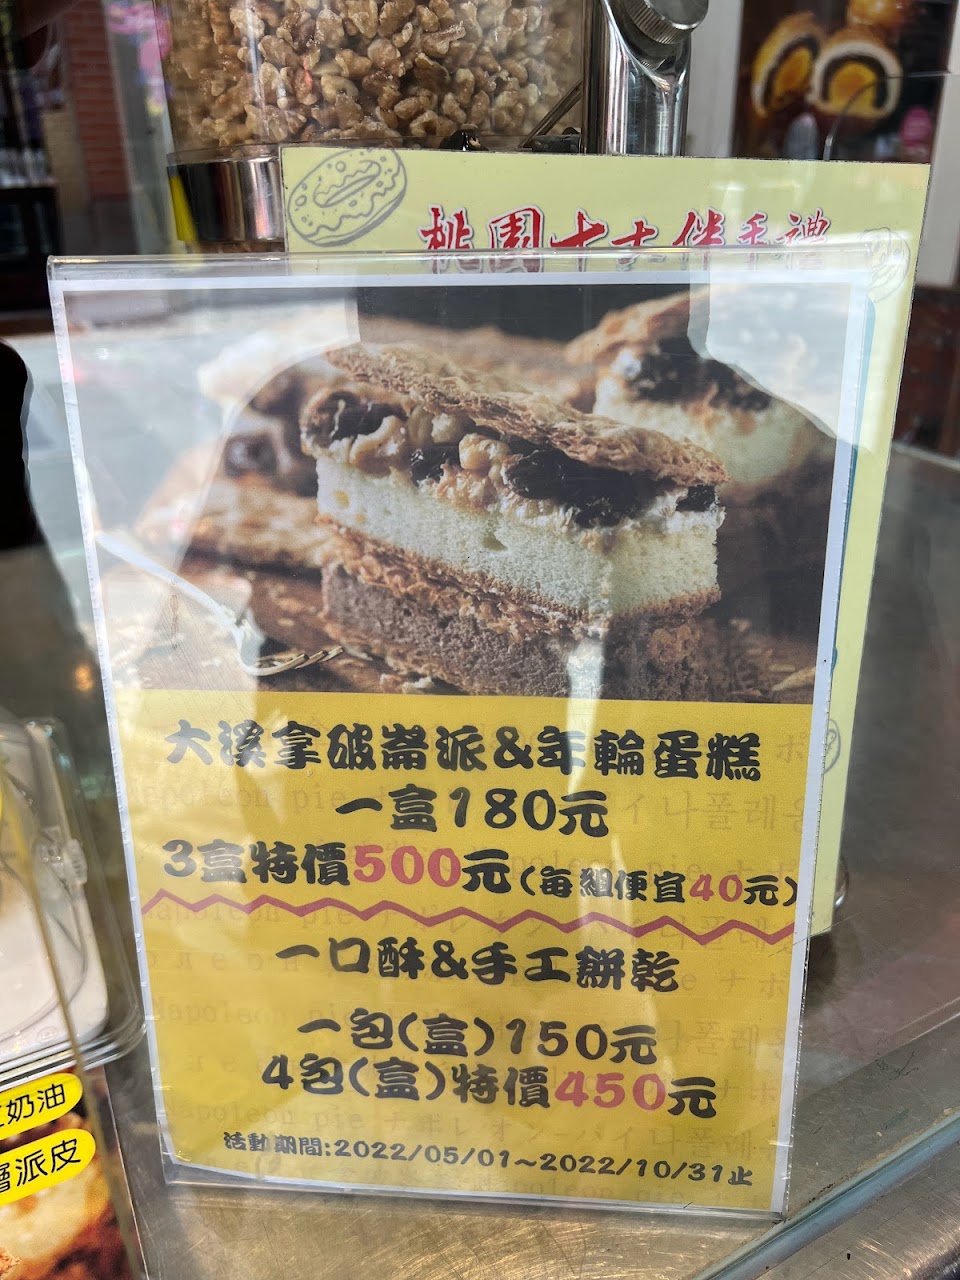 桃園十大伴手禮
大溪拿破崙派&年輪蛋糕
一盒180元
3盒特價500元(每組便宜40元)
一口酥&手工餅乾
一包(盒)150元
4包(盒)特價450元
活動期間:2022/05/01~2022/10/31止
奶油
層派皮